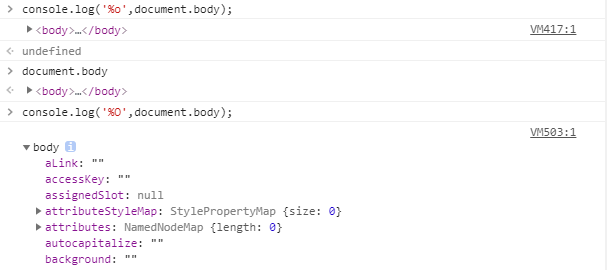 > console.log('%o',document.body);
▶<body>…</body> VM417:1
<· undefined
> document.body
<· ▶<body>…</body>
> console.log('%O',document.body);
VM503:1
▼body i
aLink: ""
accessKey: ""
assignedSlot: null
▶attributeStyleMap: StylePropertyMap {size: 0}
▶attributes: NamedNodeMap {length: 0}
autocapitalize: ""
background: ""